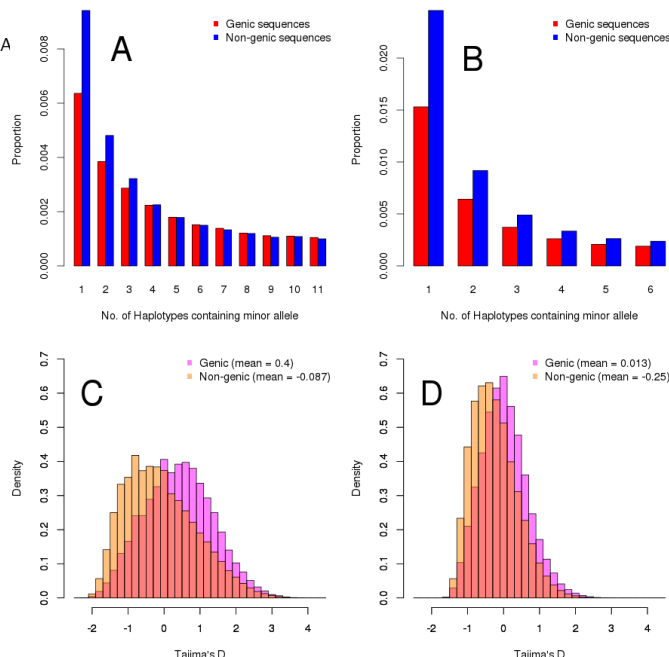 A
A
Genic sequences
Non-genic sequences
Proportion
0.000 0.002 0.004 0.006 0.008
1 2 3 4 5 6 7 8 9 10 11
No. of Haplotypes containing minor allele
B
Genic sequences
Non-genic sequences
Proportion
0.000 0.005 0.010 0.015 0.020
1 2 3 4 5 6
No. of Haplotypes containing minor allele
C
Genic (mean = 0.4)
Non-genic (mean = -0.087)
Density
0.0 0.1 0.2 0.3 0.4 0.5 0.6 0.7
-2 -1 0 1 2 3 4
Tajima's D
D
Genic (mean = 0.013)
Non-genic (mean = -0.25)
Density
0.0 0.1 0.2 0.3 0.4 0.5 0.6 0.7
-2 -1 0 1 2 3 4
Tajima's D